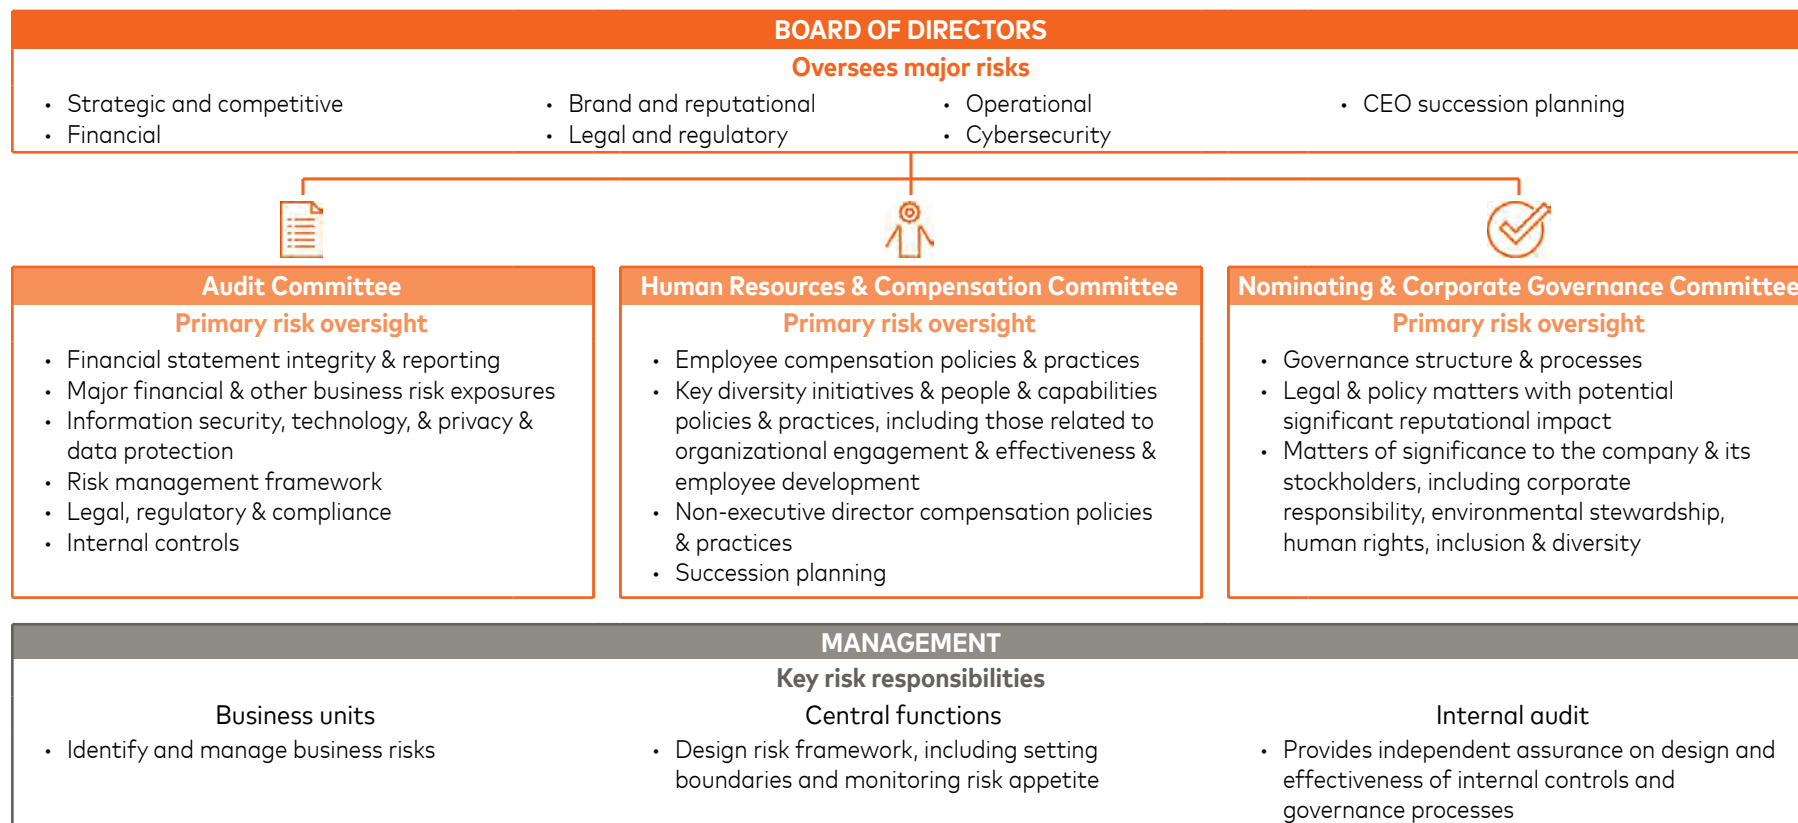 BOARD OF DIRECTORS
Oversees major risks
• Strategic and competitive
• Financial
• Brand and reputational
• Legal and regulatory
• Operational
• Cybersecurity
• CEO succession planning
Audit Committee
Primary risk oversight
• Financial statement integrity & reporting
• Major financial & other business risk exposures
• Information security, technology, & privacy &
data protection
• Risk management framework
• Legal, regulatory & compliance
• Internal controls
Human Resources & Compensation Committee
Primary risk oversight
• Employee compensation policies & practices
• Key diversity initiatives & people & capabilities
policies & practices, including those related to
organizational engagement & effectiveness &
employee development
• Non-executive director compensation policies
& practices
• Succession planning
Nominating & Corporate Governance Committee
Primary risk oversight
• Governance structure & processes
• Legal & policy matters with potential
significant reputational impact
• Matters of significance to the company & its
stockholders, including corporate
responsibility, environmental stewardship,
human rights, inclusion & diversity
MANAGEMENT
Key risk responsibilities
Business units
• Identify and manage business risks
Central functions
• Design risk framework, including setting
boundaries and monitoring risk appetite
Internal audit
• Provides independent assurance on design and
effectiveness of internal controls and
governance processes